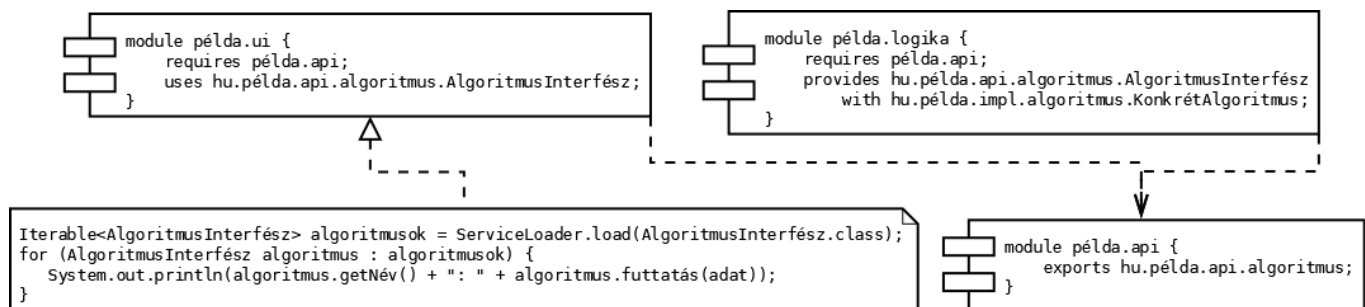 module példa.ui {
    requires példa.api;
    uses hu.példa.api.algoritmus.AlgoritmusInterfész;
}
module példa.logika {
    requires példa.api;
    provides hu.példa.api.algoritmus.AlgoritmusInterfész
        with hu.példa.impl.algoritmus.KonkrétAlgoritmus;
}
Iterable<AlgoritmusInterfész> algoritmusok = ServiceLoader.load(AlgoritmusInterfész.class);
for (AlgoritmusInterfész algoritmus : algoritmusok) {
   System.out.println(algoritmus.getNév() + ": " + algoritmus.futtatás(adat));
}
module példa.api {
    exports hu.példa.api.algoritmus;
}